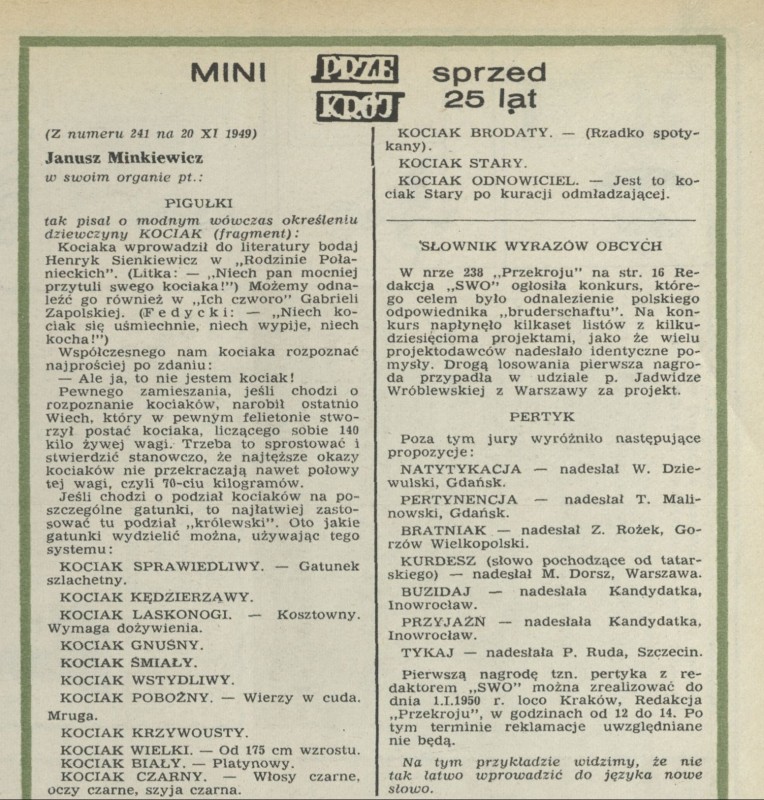 MINI PRZE KRÓJ sprzed 25 lat
(Z numeru 241 na 20 XI 1949)
Janusz Minkiewicz
w swoim organie pt.:
PIGUŁKI
tak pisał o modnym wówczas określeniu
dziewczyny KOCIAK (fragment):
Kociaka wprowadził do literatury bodaj
Henryk Sienkiewicz w „Rodzinie Poła-
nieckich". (Litka: — „Niech pan mocniej
przytuli swego kociaka!") Możemy odna-
leźć go również w „Ich czworo" Gabrieli
Zapolskiej. (Fedycki: — „Niech ko-
ciak się uśmiechnie, niech wypije, niech
kocha!")
Współczesnego nam kociaka rozpoznać
najprościej po zdaniu:
— Ale ja, to nie jestem kociak!
Pewnego zamieszania, jeśli chodzi o
rozpoznanie kociaków, narobił ostatnio
Wiech, który w pewnym felietonie stwo-
rzył postać kociaka, liczącego sobie 140
kilo żywej wagi. Trzeba to sprostować i
stwierdzić stanowczo, że najtęższe okazy
kociaków nie przekraczają nawet połowy
tej wagi, czyli 70-ciu kilogramów.
Jeśli chodzi o podział kociaków na po-
szczególne gatunki, to najłatwiej zasto-
sować tu podział „królewski". Oto jakie
gatunki wydzielić można, używając tego
systemu:
KOCIAK SPRAWIEDLIWY. — Gatunek
szlachetny.
KOCIAK KĘDZIERZAWY.
KOCIAK LASKONOGI. — Kosztowny.
Wymaga dożywienia.
KOCIAK GNUŚNY.
KOCIAK ŚMIAŁY.
KOCIAK WSTYDLIWY.
KOCIAK POBOŻNY. — Wierzy w cuda.
Mruga.
KOCIAK KRZYWOUSTY.
KOCIAK WIELKI. — Od 175 cm wzrostu.
KOCIAK BIAŁY. — Platynowy.
KOCIAK CZARNY. — Włosy czarne,
oczy czarne, szyja czarna.
KOCIAK BRODATY. — (Rzadko spoty-
kany).
KOCIAK STARY.
KOCIAK ODNOWICIEL. — Jest to ko-
ciak Stary po kuracji odmładzającej.
SŁOWNIK WYRAZÓW OBCYCH
W nrze 238 „Przekroju" na str. 16 Re-
dakcja „SWO" ogłosiła konkurs, które-
go celem było odnalezienie polskiego
odpowiednika „bruderschaftu". Na kon-
kurs napłynęło kilkaset listów z kilku-
dziesięcioma projektami, jako że wielu
projektodawców nadesłało identyczne po-
mysły. Drogą losowania pierwsza nagro-
da przypadła w udziale p. Jadwidze
Wróblewskiej z Warszawy za projekt.
PERTYK
Poza tym jury wyróżniło następujące
propozycje:
NATYTYKACJA — nadesłał W. Dzie-
wulski, Gdańsk.
PERTYNENCJA — nadesłał T. Mali-
nowski, Gdańsk.
BRATNIAK — nadesłał Z. Rożek, Go-
rzów Wielkopolski.
KURDESZ (słowo pochodzące od tatar-
skiego) — nadesłał M. Dorsz, Warszawa.
BUZIDAJ — nadesłała Kandydatka,
Inowrocław.
PRZYJAŹN — nadesłała Kandydatka,
Inowrocław.
TYKAJ — nadesłała P. Ruda, Szczecin.
Pierwszą nagrodę tzn. pertyka z re-
daktorem „SWO" można zrealizować do
dnia 1.I.1950 r. loco Kraków, Redakcja
„Przekroju", w godzinach od 12 do 14. Po
tym terminie reklamacje uwzględniane
nie będą.
Na tym przykładzie widzimy, że nie
tak łatwo wprowadzić do języka nowe
słowo.